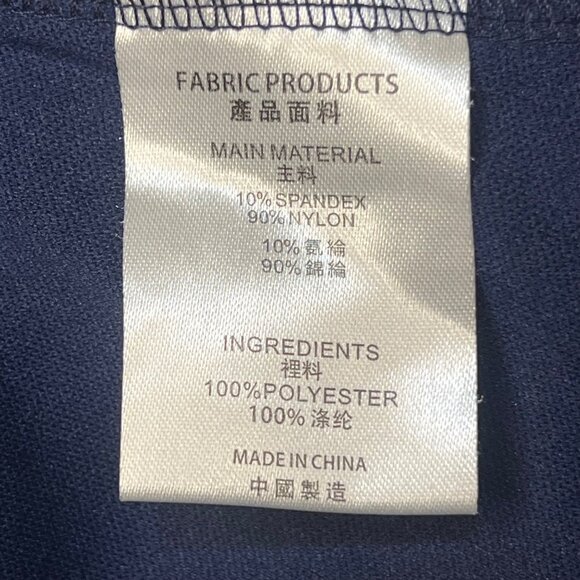 FABRIC PRODUCTS
產品面料
MAIN MATERIAL
主料
10% SPANDEX
90% NYLON
10% 氨綸
90% 錦綸
INGREDIENTS
裡料
100%POLYESTER
100% 涤纶
MADE IN CHINA
中國製造